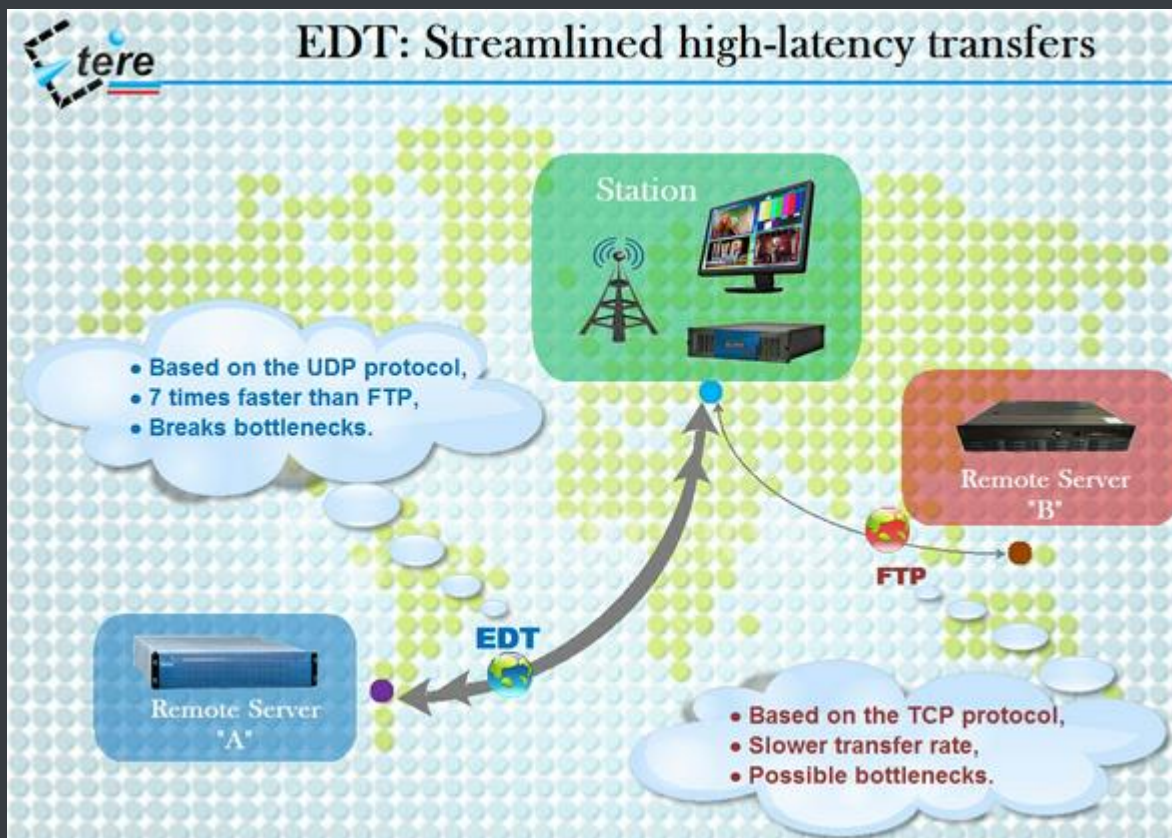 Etere
EDT: Streamlined high-latency transfers
Station
• Based on the UDP protocol,
• 7 times faster than FTP,
• Breaks bottlenecks.
Remote Server
"B"
FTP
EDT
Remote Server
"A"
• Based on the TCP protocol,
• Slower transfer rate,
• Possible bottlenecks.